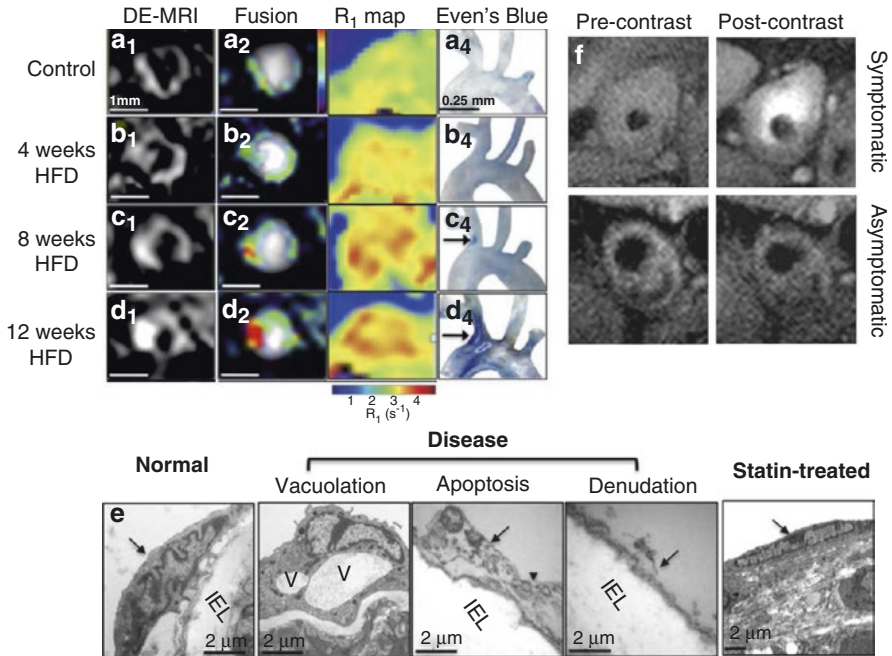 DE-MRI Fusion R1 map Even's Blue
Pre-contrast Post-contrast
Control a1 a2 a4
1mm 0.25 mm
f
Symptomatic
4 weeks HFD b1 b2 b4
8 weeks HFD c1 c2 c4
Asymptomatic
12 weeks HFD d1 d2 d4
1 2 3 4
R1 (s-1)
Disease
Normal Statin-treated
Vacuolation Apoptosis Denudation
e
V V
IEL IEL IEL
2 μm 2 μm 2 μm 2 μm 2 μm